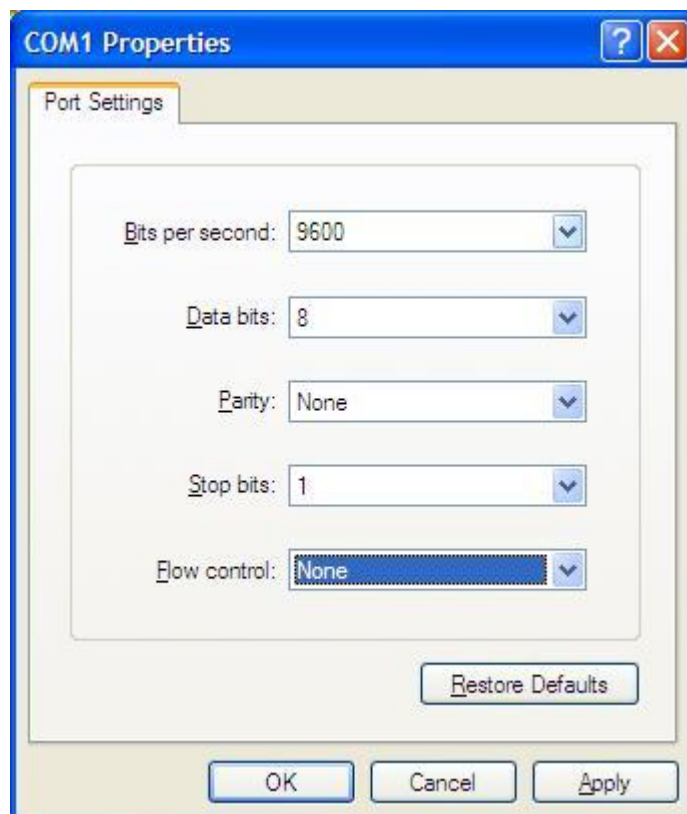 COM1 Properties
Port Settings
Bits per second: 9600
Data bits: 8
Parity: None
Stop bits: 1
Flow control: None
Restore Defaults
OK Cancel Apply